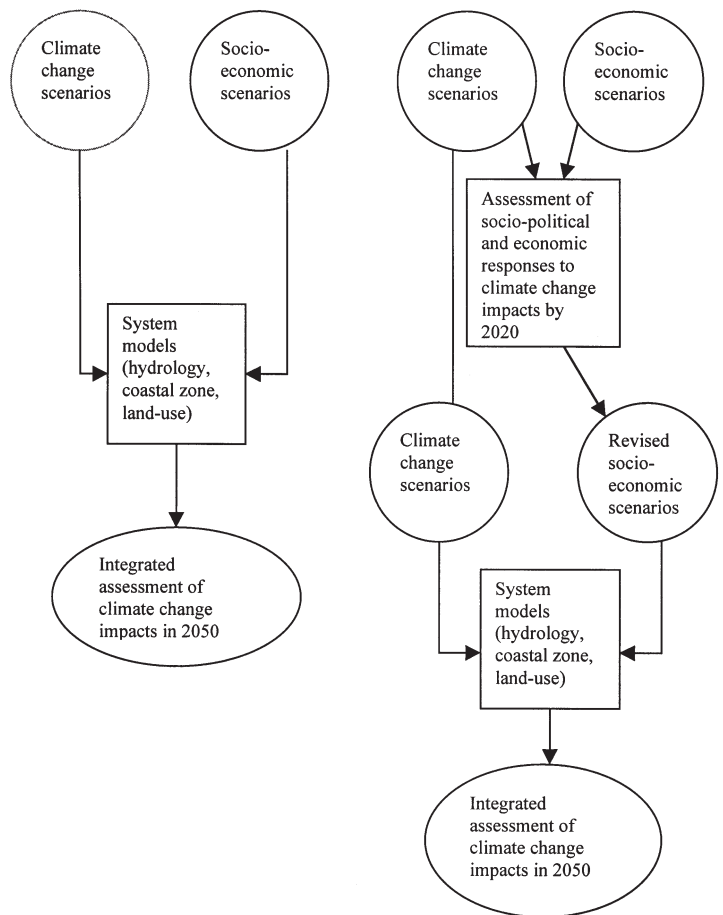 Climate
change
scenarios
Socio-
economic
scenarios
System
models
(hydrology,
coastal zone,
land-use)
Integrated
assessment of
climate change
impacts in 2050
Climate
change
scenarios
Socio-
economic
scenarios
Assessment of
socio-political
and economic
responses to
climate change
impacts by
2020
Climate
change
scenarios
Revised
socio-
economic
scenarios
System
models
(hydrology,
coastal zone,
land-use)
Integrated
assessment of
climate change
impacts in 2050